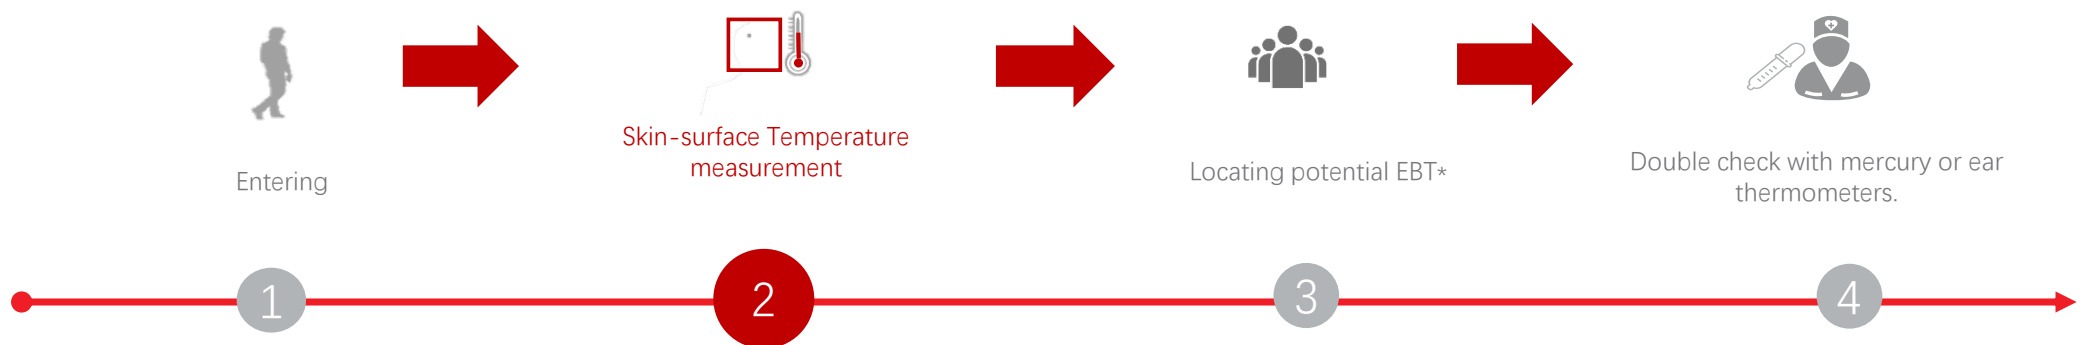 Skin-surface Temperature
measurement
Entering
Locating potential EBT*
Double check with mercury or ear
thermometers.
1
2
3
4